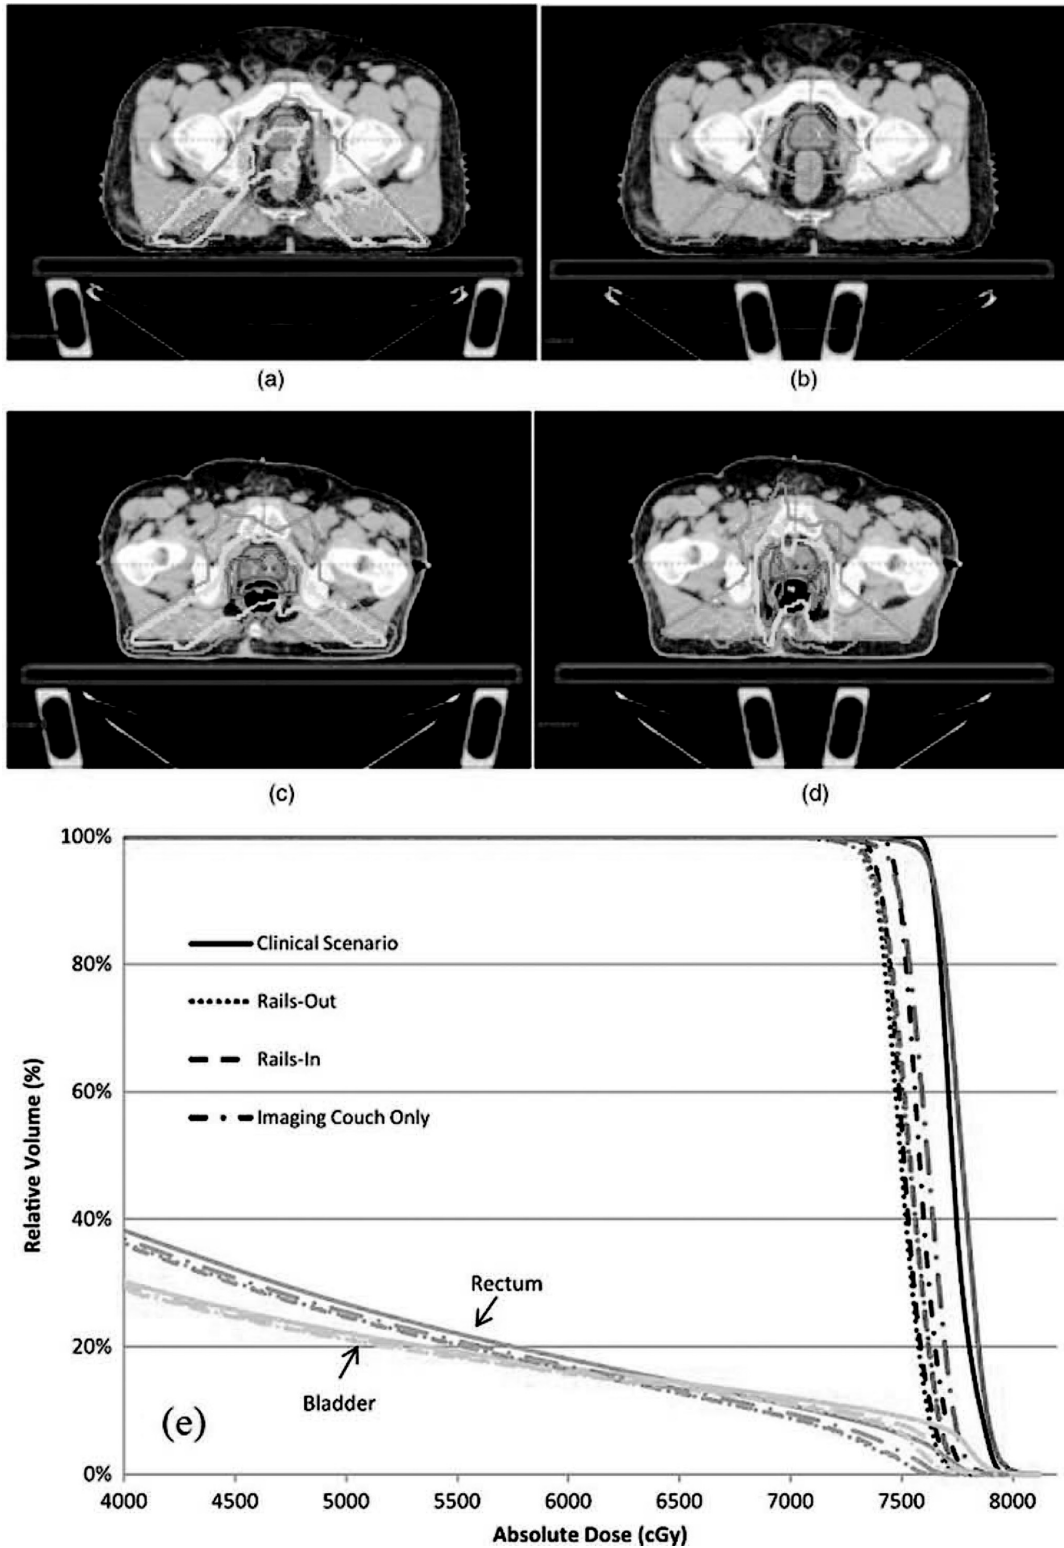 (a)
(b)
(c)
(d)
100%
80%
60%
40%
20%
0%
Relative Volume (%)
Clinical Scenario
Rails-Out
Rails-In
Imaging Couch Only
Rectum
Bladder
(e)
4000
4500
5000
5500
6000
6500
7000
7500
8000
Absolute Dose (cGy)